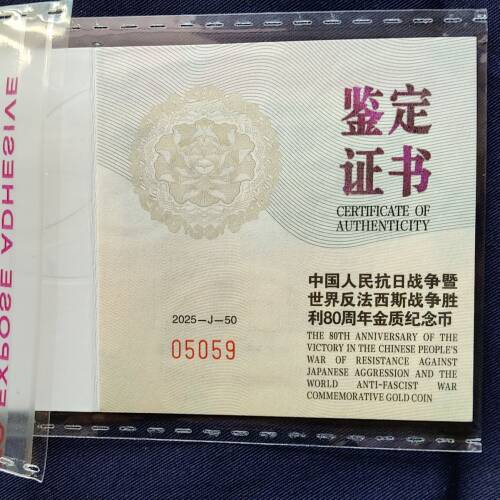 EXPOSE ADHESIVE
鉴定
证书
CERTIFICATE OF
AUTHENTICITY
中国人民抗日战争暨
世界反法西斯战争胜
利80周年金质纪念币
THE 80TH ANNIVERSARY OF THE
VICTORY IN THE CHINESE PEOPLE'S
WAR OF RESISTANCE AGAINST
JAPANESE AGGRESSION AND THE
WORLD ANTI-FASCIST WAR
COMMEMORATIVE GOLD COIN
2025-J-50
05059